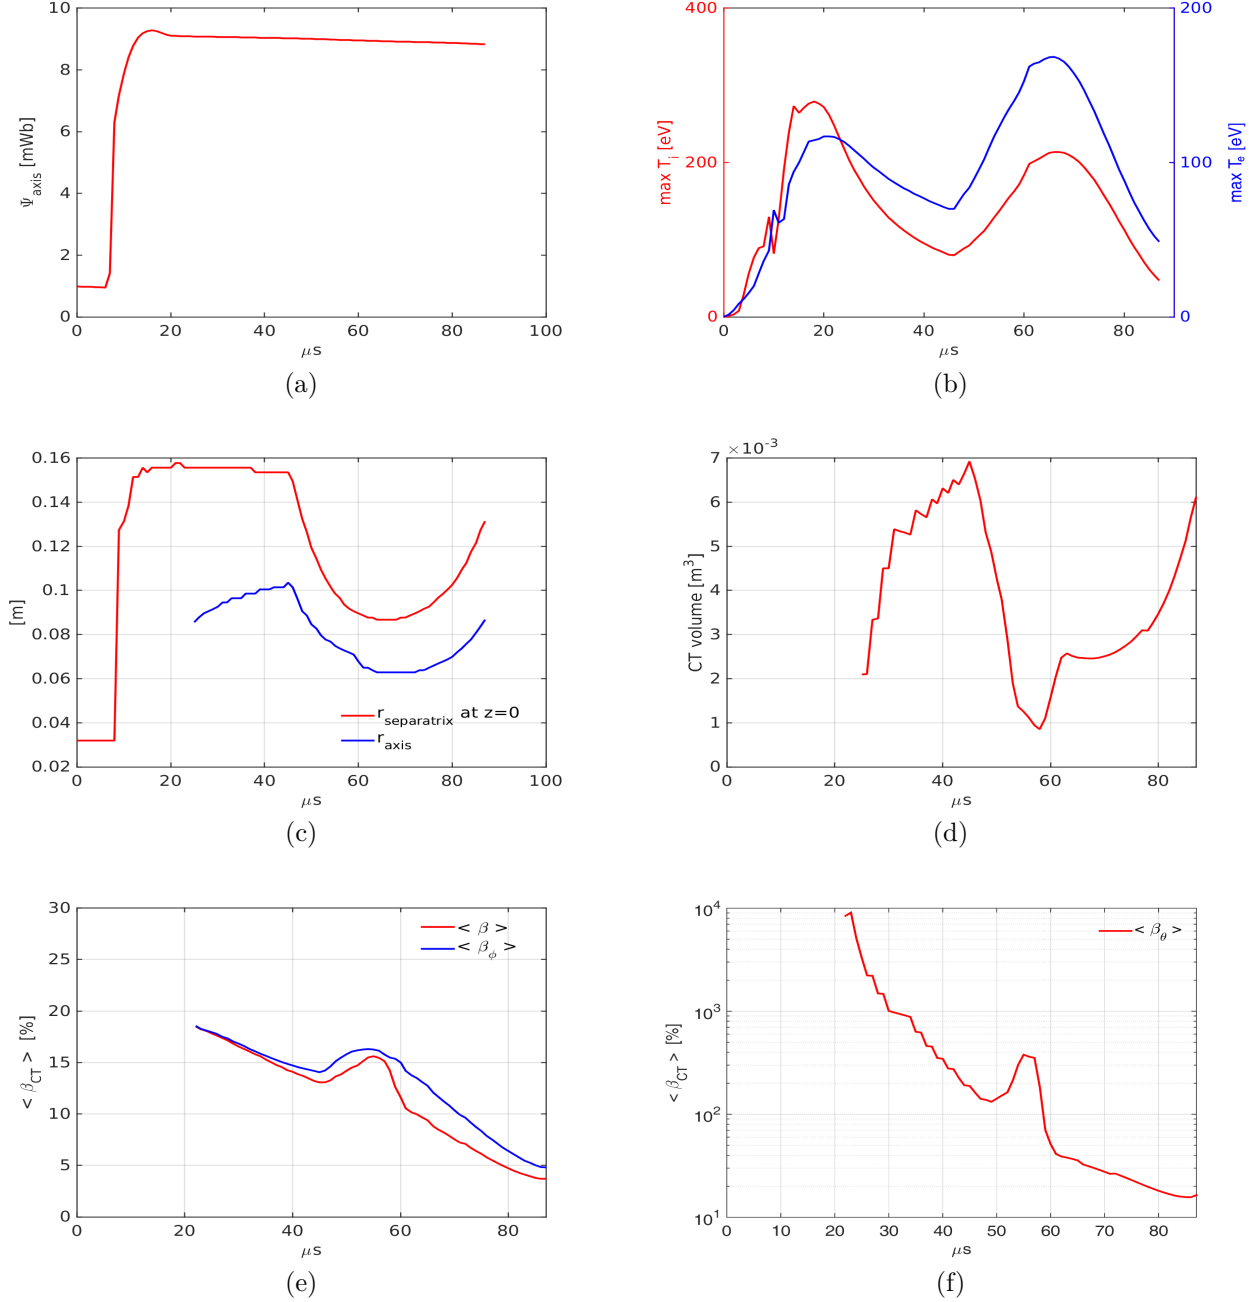 10
8
6
4
2
0
Ψaxis [mWb]
0 20 40 60 80 100
μs
(a)
400
200
0
max Ti [eV]
200
100
0
max Te [eV]
0 20 40 60 80
μs
(b)
0.16
0.14
0.12
0.1
0.08
0.06
0.04
0.02
[m]
rseparatrix at z=0
raxis
0 20 40 60 80 100
μs
(c)
×10-3
7
6
5
4
3
2
1
0
CT volume [m3]
0 20 40 60 80
μs
(d)
30
25
20
15
10
5
0
< βCT > [%]
< β >
< βϕ >
0 20 40 60 80
μs
(e)
104
103
102
101
< βCT > [%]
< βθ >
0 10 20 30 40 50 60 70 80
μs
(f)